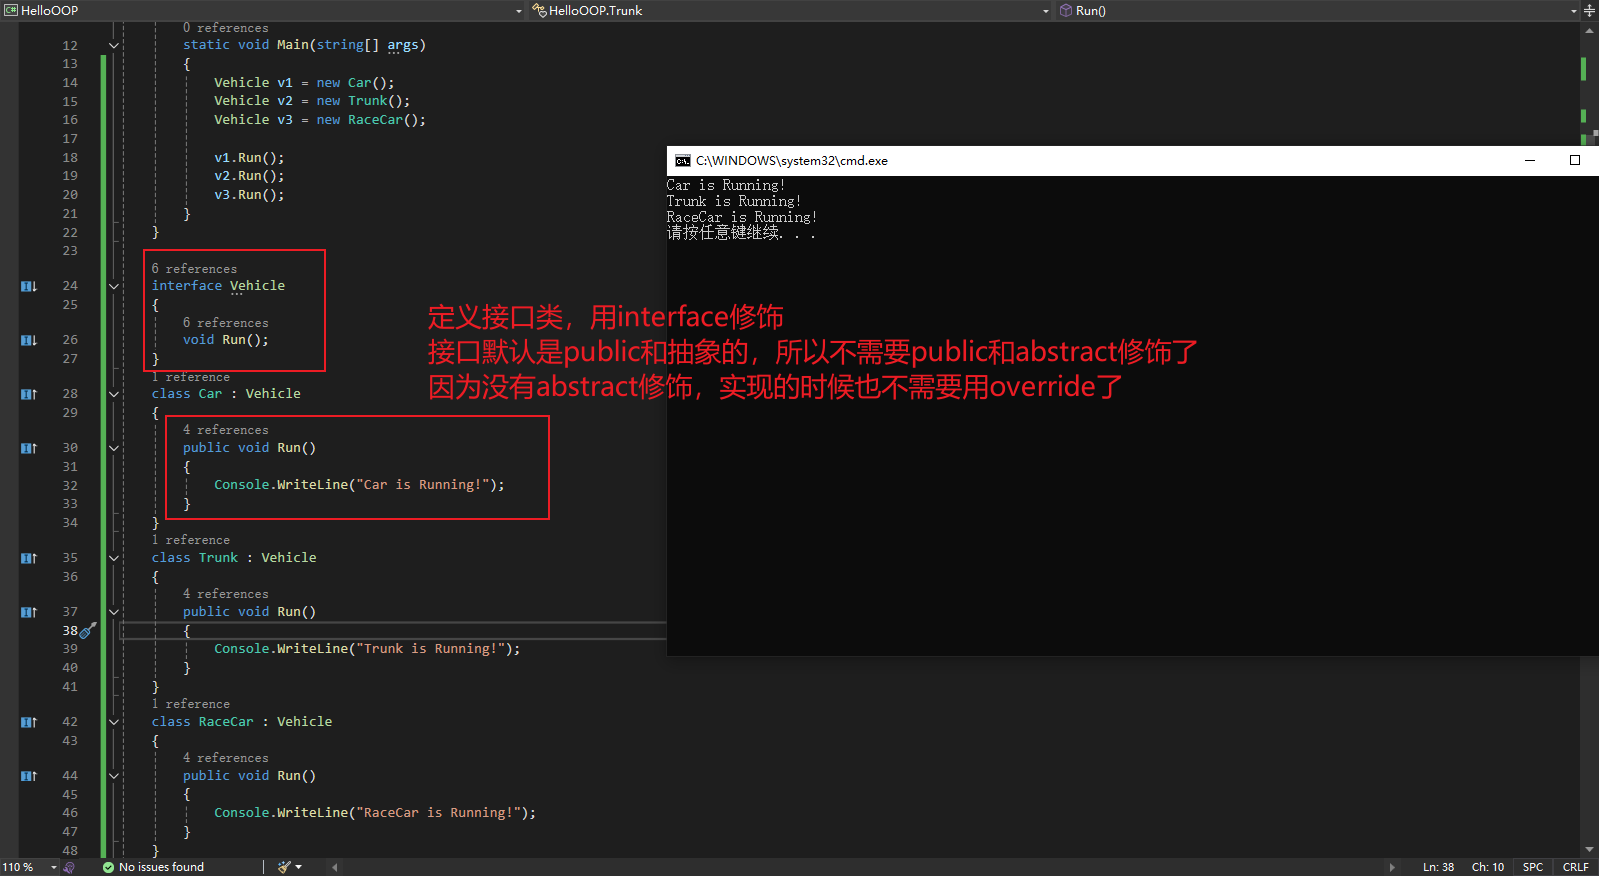 HelloOOP HelloOOP.Trunk Run()
0 references
12 static void Main(string[] args)
13 {
14 Vehicle v1 = new Car();
15 Vehicle v2 = new Trunk();
16 Vehicle v3 = new RaceCar();
17
18 v1.Run();
19 v2.Run();
20 v3.Run();
21 }
22 }
23
6 references
24 interface Vehicle
25 {
6 references
26 void Run();
27 }
1 reference
28 class Car : Vehicle
29 {
4 references
30 public void Run()
31 {
32 Console.WriteLine("Car is Running!");
33 }
34 }
1 reference
35 class Trunk : Vehicle
36 {
4 references
37 public void Run()
38 {
39 Console.WriteLine("Trunk is Running!");
40 }
41 }
1 reference
42 class RaceCar : Vehicle
43 {
4 references
44 public void Run()
45 {
46 Console.WriteLine("RaceCar is Running!");
47 }
48 }
C:\WINDOWS\system32\cmd.exe
Car is Running!
Trunk is Running!
RaceCar is Running!
请按任意键继续. . .
定义接口类，用interface修饰
接口默认是public和抽象的，所以不需要public和abstract修饰了
因为没有abstract修饰，实现的时候也不需要用override了
110 % No issues found Ln: 38 Ch: 10 SPC CRLF